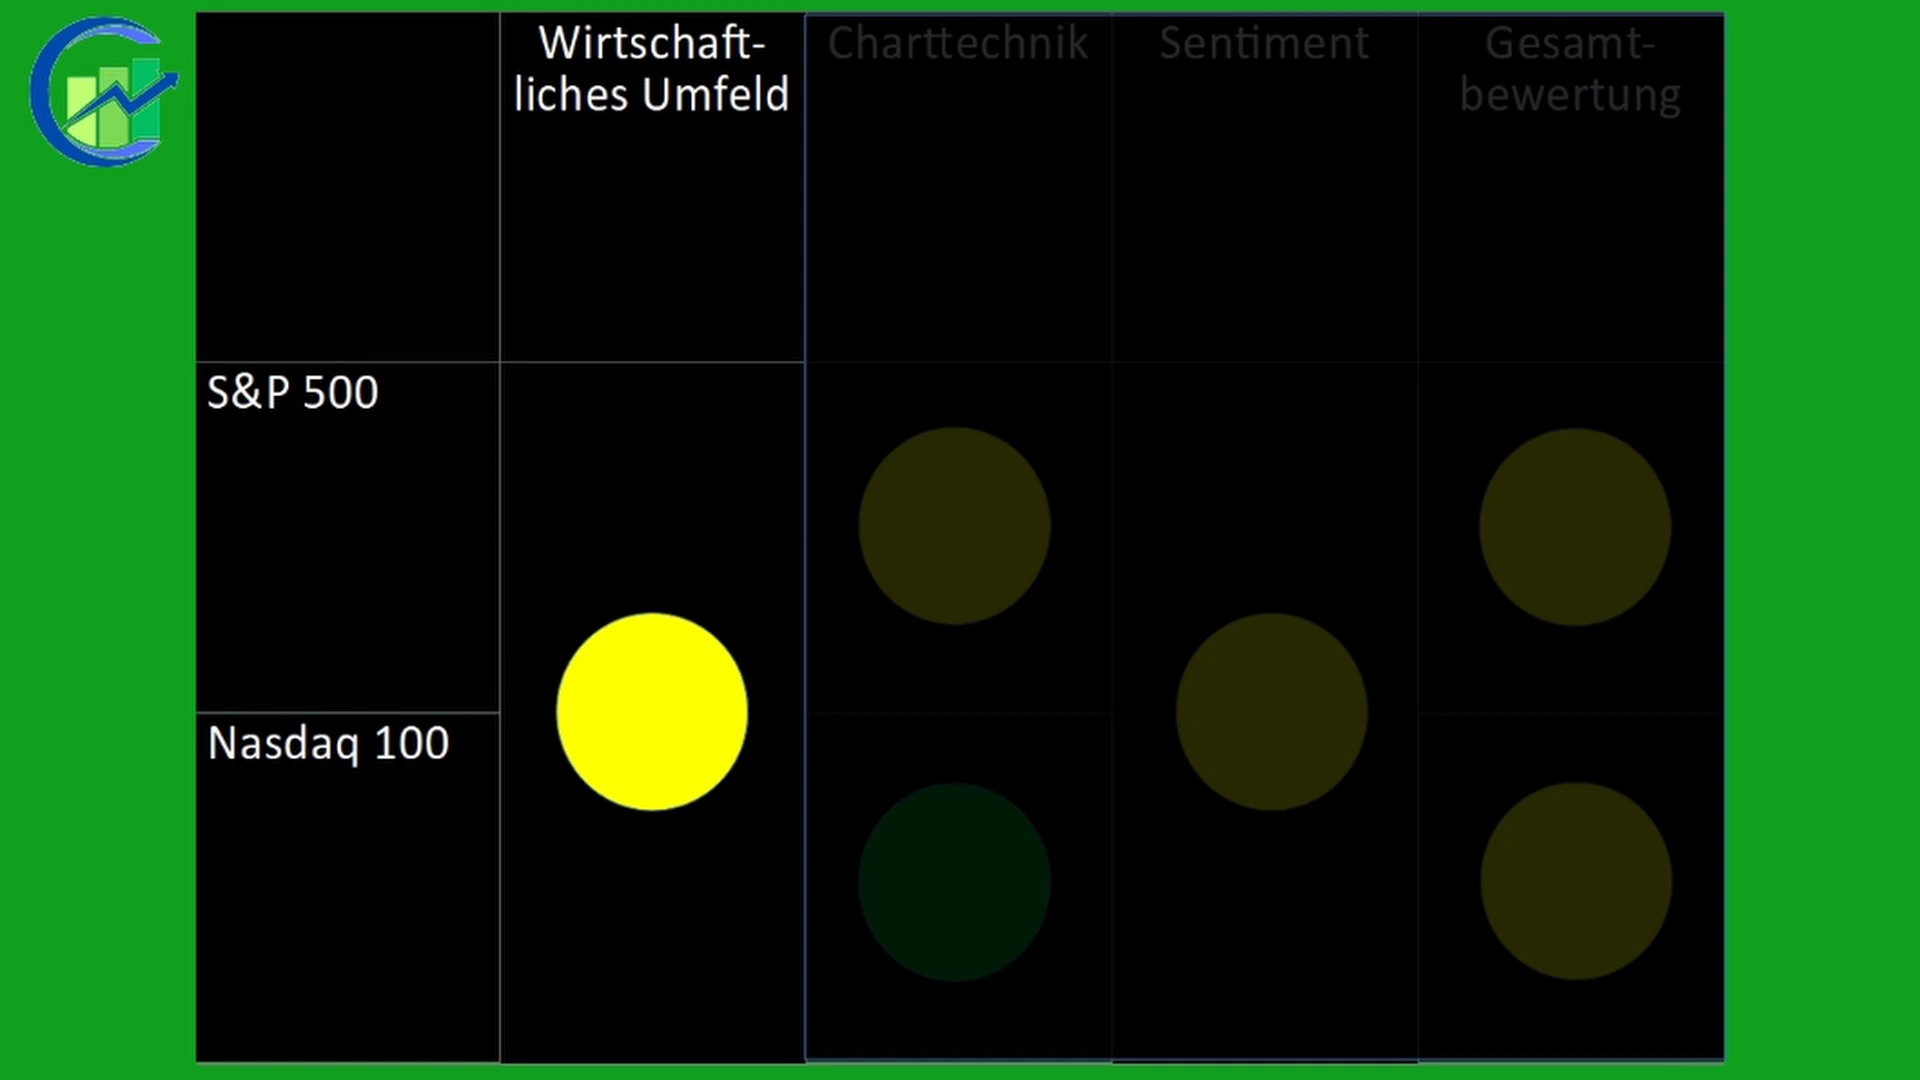 Wirtschaft-
liches Umfeld
Charttechnik
Sentiment
Gesamt-
bewertung
S&P 500
Nasdaq 100